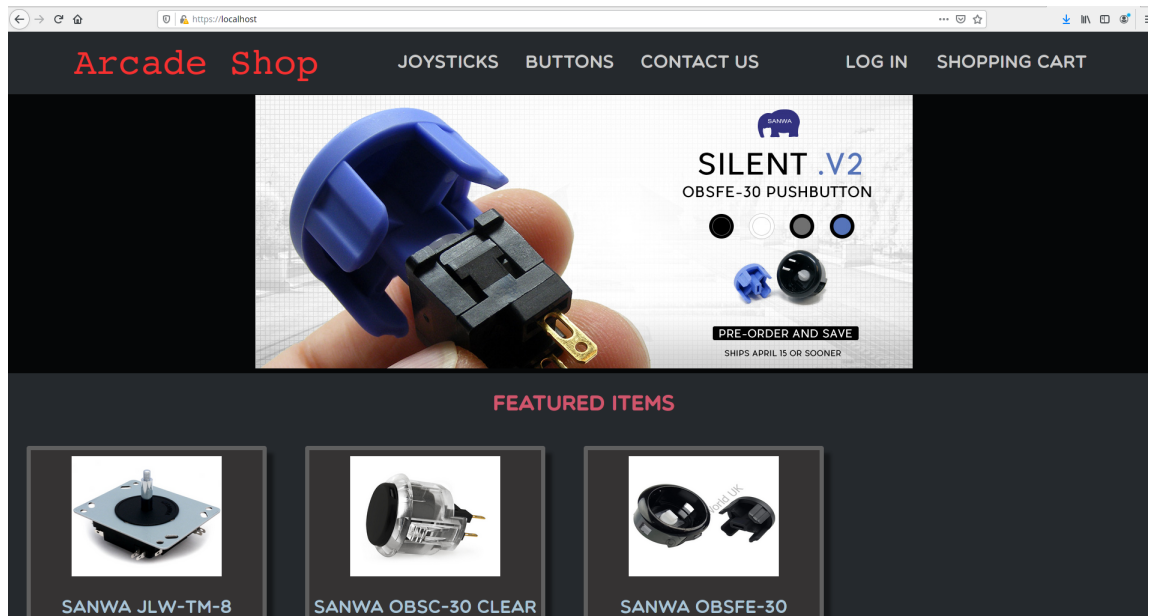 https://localhost
Arcade Shop
JOYSTICKS
BUTTONS
CONTACT US
LOG IN
SHOPPING CART
SANWA
SILENT .V2
OBSFE-30 PUSHBUTTON
PRE-ORDER AND SAVE
SHIPS APRIL 15 OR SOONER
FEATURED ITEMS
orld UK
SANWA JLW-TM-8
SANWA OBSC-30 CLEAR
SANWA OBSFE-30